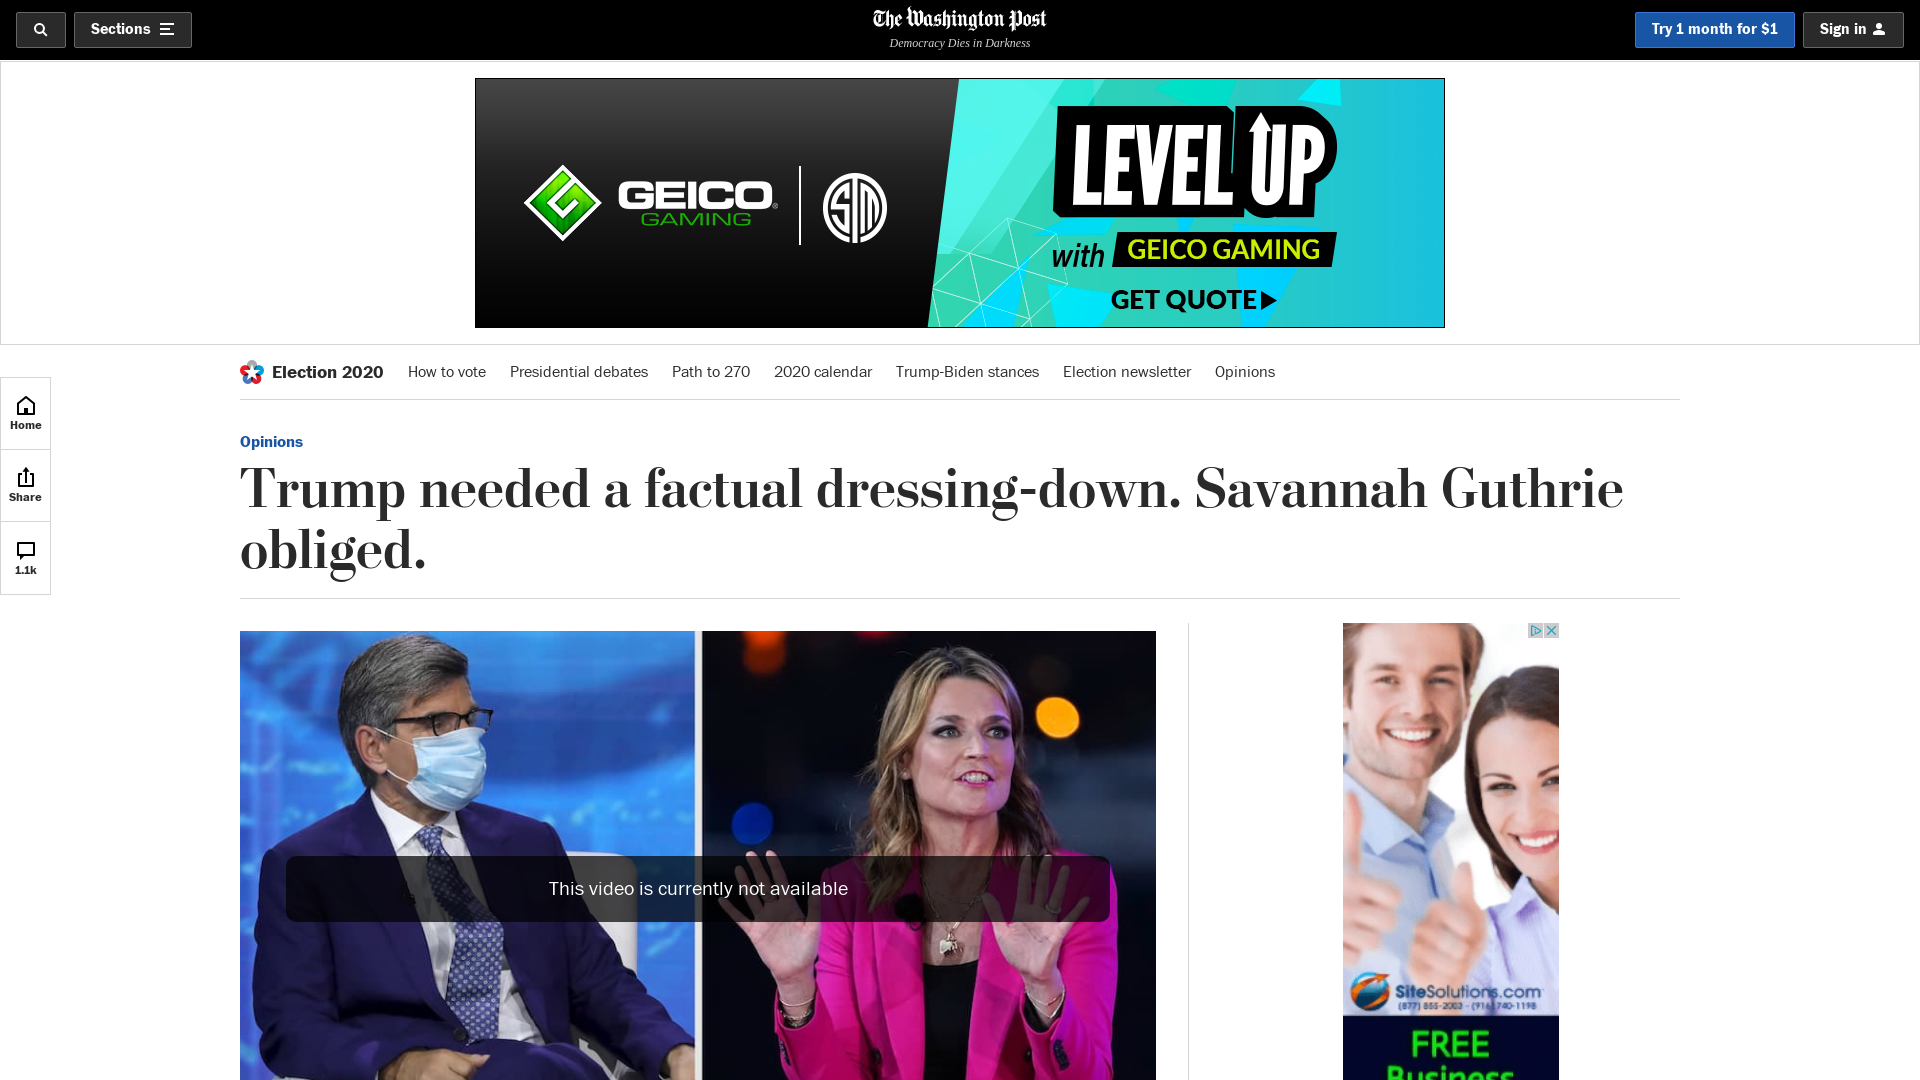 Sections
The Washington Post
Democracy Dies in Darkness
Try 1 month for $1
Sign in
GEICO
GAMING
TSM
LEVEL UP
with GEICO GAMING
GET QUOTE
Election 2020
How to vote
Presidential debates
Path to 270
2020 calendar
Trump-Biden stances
Election newsletter
Opinions
Home
Share
1.1k
Opinions
Trump needed a factual dressing-down. Savannah Guthrie
obliged.
This video is currently not available
SiteSolutions.com
(877) 555-2003 - (916) 740-1198
FREE
Business